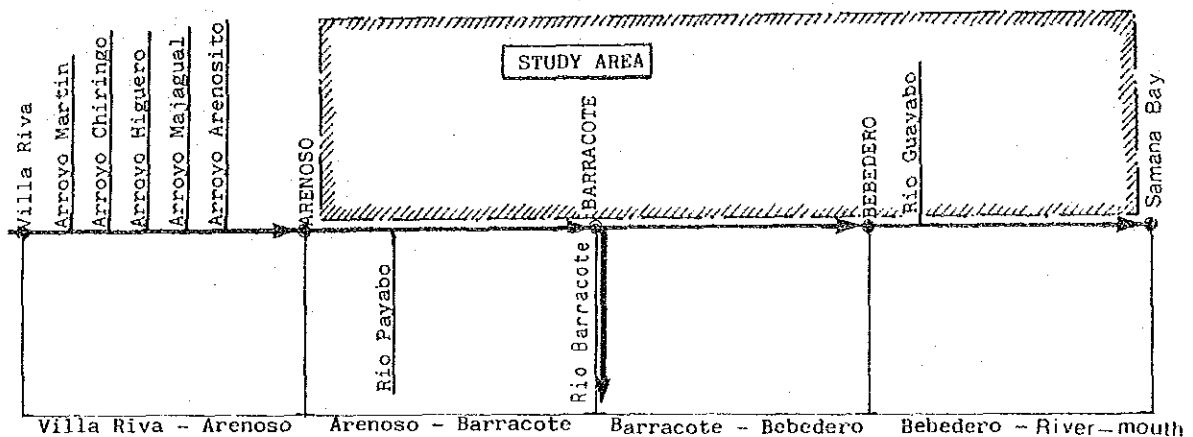 STUDY AREA
Villa Riva
Arroyo Martin
Arroyo Chiringo
Arroyo Higuero
Arroyo Majagual
Arroyo Arenosito
ARENOSO
BARRACOTE
BEBEDERO
Rio Guayabo
Samana Bay
Rio Payabo
Rio Barracote
Villa Riva - Arenoso
Arenoso - Barracote
Barracote - Bebedero
Bebedero - River-mouth